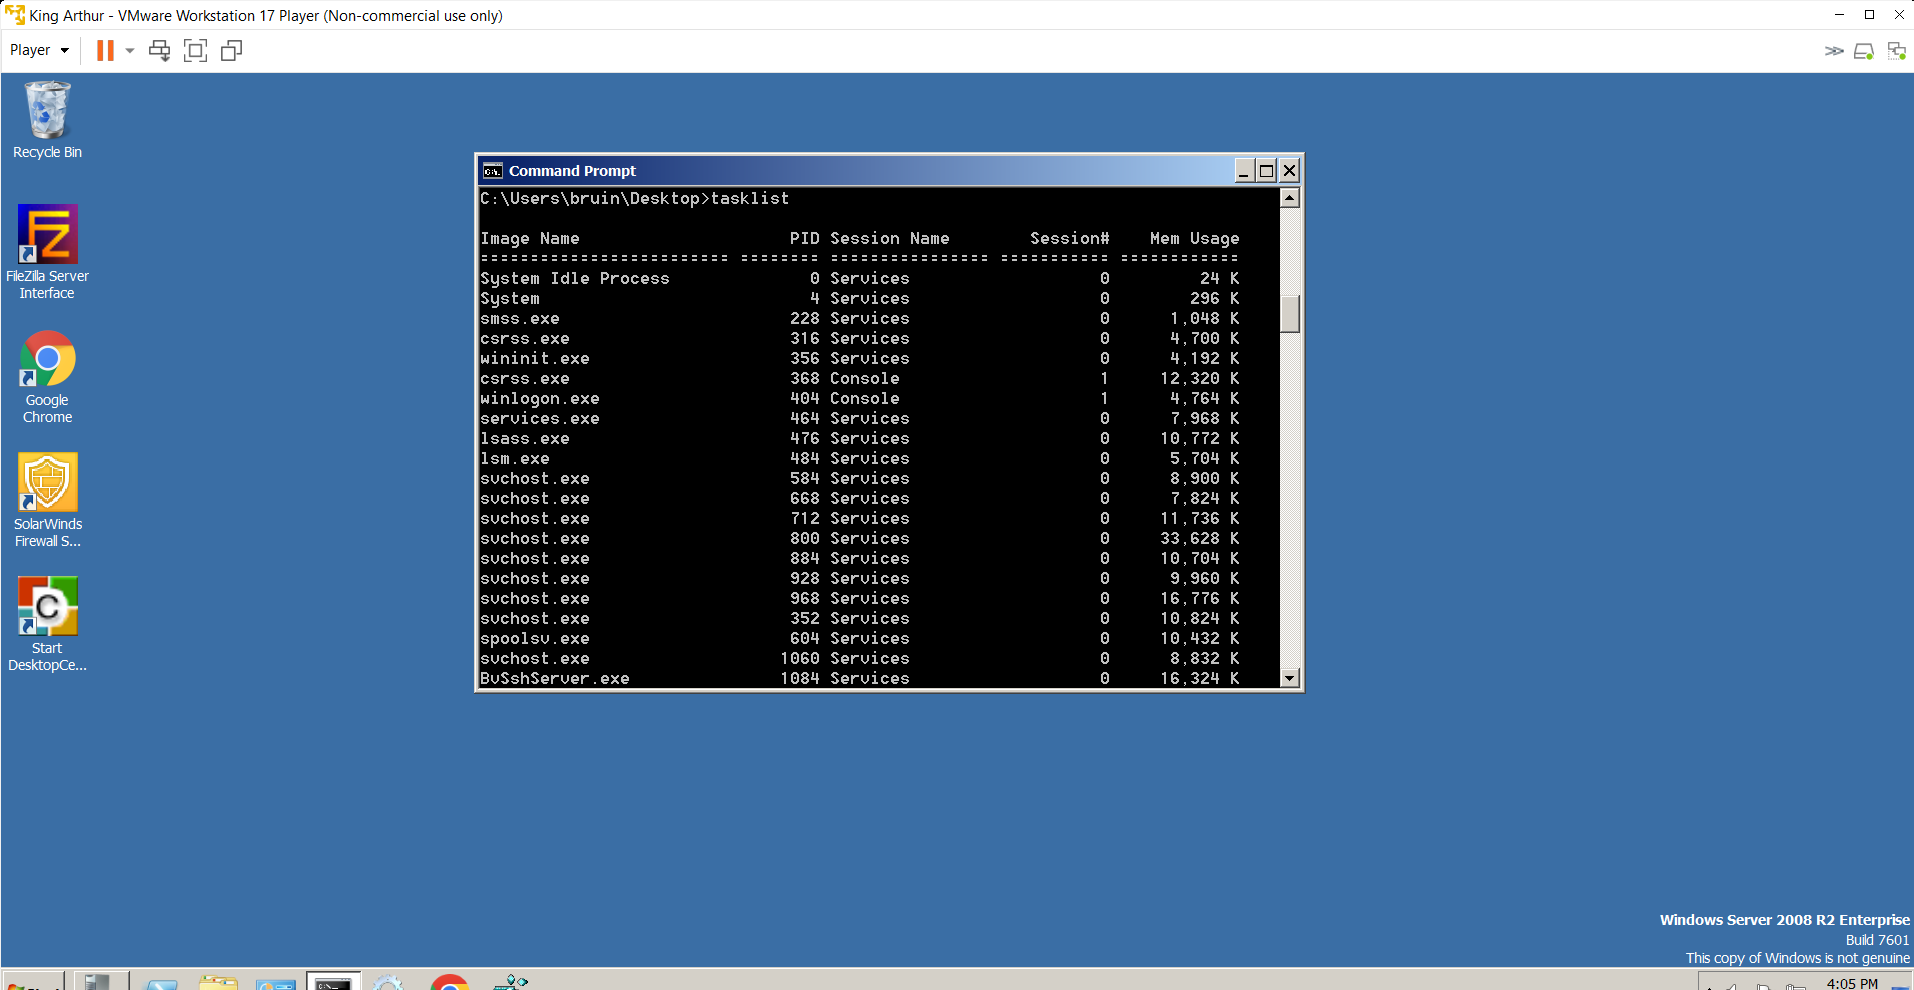 King Arthur - VMware Workstation 17 Player (Non-commercial use only)
Player
Recycle Bin
FileZilla Server
Interface
Google
Chrome
SolarWinds
Firewall S...
Start
DesktopCe...
Command Prompt
C:\Users\bruin\Desktop>tasklist
Image Name PID Session Name Session# Mem Usage
========================= ======== ================ =========== ============
System Idle Process 0 Services 0 24 K
System 4 Services 0 296 K
smss.exe 228 Services 0 1,048 K
csrss.exe 316 Services 0 4,700 K
wininit.exe 356 Services 0 4,192 K
csrss.exe 368 Console 1 12,320 K
winlogon.exe 404 Console 1 4,764 K
services.exe 464 Services 0 7,968 K
lsass.exe 476 Services 0 10,772 K
lsm.exe 484 Services 0 5,704 K
svchost.exe 584 Services 0 8,900 K
svchost.exe 668 Services 0 7,824 K
svchost.exe 712 Services 0 11,736 K
svchost.exe 800 Services 0 33,628 K
svchost.exe 884 Services 0 10,704 K
svchost.exe 928 Services 0 9,960 K
svchost.exe 968 Services 0 16,776 K
svchost.exe 352 Services 0 10,824 K
spoolsv.exe 604 Services 0 10,432 K
svchost.exe 1060 Services 0 8,832 K
BvSshServer.exe 1084 Services 0 16,324 K
Windows Server 2008 R2 Enterprise
Build 7601
This copy of Windows is not genuine
4:05 PM